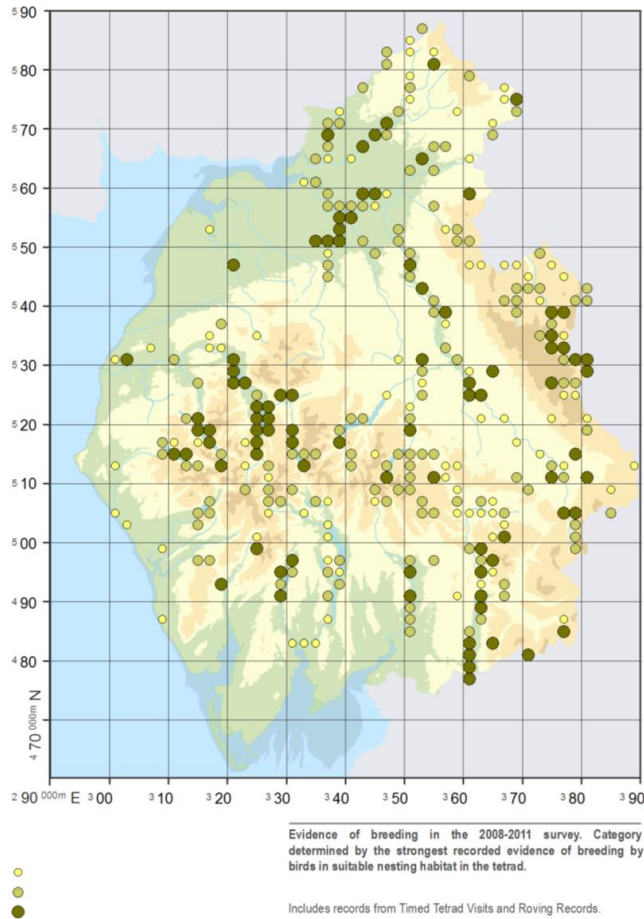 ⁵ 90
⁵ 80
⁵ 70
⁵ 60
⁵ 50
⁵ 40
⁵ 30
⁵ 20
⁵ 10
⁵ 00
⁴ 90
⁴ 80
⁴ 70 ⁰⁰⁰ᵐ N
² 90 ⁰⁰⁰ᵐ E ³ 00 ³ 10 ³ 20 ³ 30 ³ 40 ³ 50 ³ 60 ³ 70 ³ 80 ³ 90
Evidence of breeding in the 2008-2011 survey. Category
determined by the strongest recorded evidence of breeding by
birds in suitable nesting habitat in the tetrad.
Includes records from Timed Tetrad Visits and Roving Records.